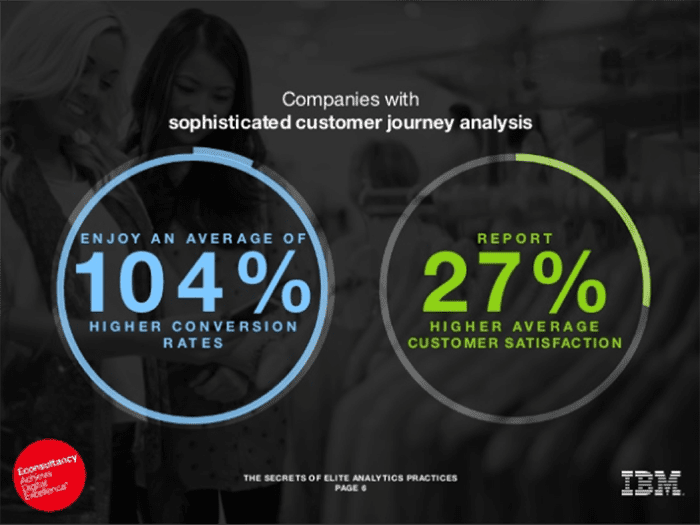 Companies with
sophisticated customer journey analysis
ENJOY AN AVERAGE OF
104%
HIGHER CONVERSION
RATES
REPORT
27%
HIGHER AVERAGE
CUSTOMER SATISFACTION
Econsultancy
Achieve
Digital
Excellence®
THE SECRETS OF ELITE ANALYTICS PRACTICES
PAGE 6
IBM